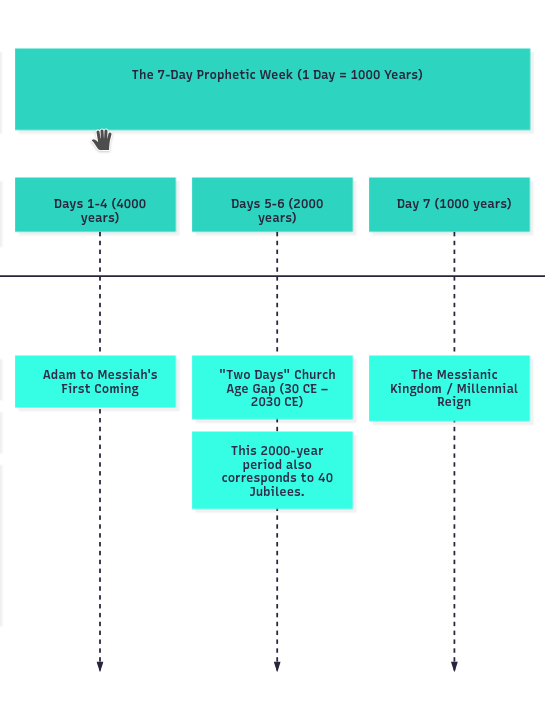 The 7-Day Prophetic Week (1 Day = 1000 Years)
Days 1-4 (4000
years)
Days 5-6 (2000
years)
Day 7 (1000 years)
Adam to Messiah's
First Coming
"Two Days" Church
Age Gap (30 CE –
2030 CE)
This 2000-year
period also
corresponds to 40
Jubilees.
The Messianic
Kingdom / Millennial
Reign